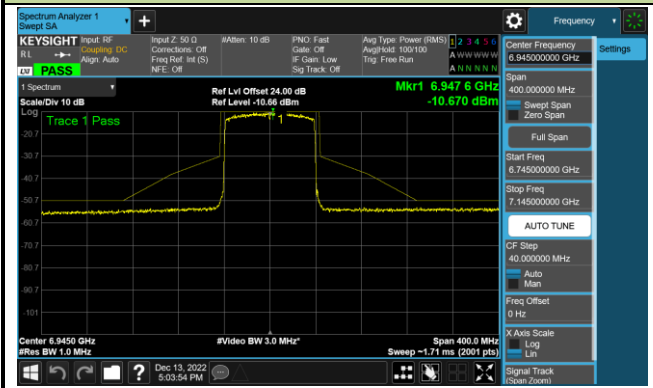 Spectrum Analyzer 1
Swept SA
Frequency
KEYSIGHT
RL
PASS
Input: RF
Coupling: DC
Align: Auto
Input Z: 50 Ω
Corrections: Off
Freq Ref: Int (S)
NFE: Off
#Atten: 10 dB
PNO: Fast
Gate: Off
IF Gain: Low
Sig Track: Off
Avg Type: Power (RMS)
Avg|Hold: 100/100
Trig: Free Run
1 2 3 4 5 6
A W W W W W
A N N N N N
1 Spectrum
Scale/Div 10 dB
Log
Ref Lvl Offset 24.00 dB
Ref Level -10.66 dBm
Mkr1 6.947 6 GHz
-10.670 dBm
Trace 1 Pass
1
-20.7
-30.7
-40.7
-50.7
-60.7
-70.7
-80.7
-90.7
-101
Center 6.9450 GHz
#Res BW 1.0 MHz
#Video BW 3.0 MHz*
Span 400.0 MHz
Sweep ~1.71 ms (2001 pts)
Center Frequency
6.945000000 GHz
Settings
Span
400.000000 MHz
Swept Span
Zero Span
Full Span
Start Freq
6.745000000 GHz
Stop Freq
7.145000000 GHz
AUTO TUNE
CF Step
40.000000 MHz
Auto
Man
Freq Offset
0 Hz
X Axis Scale
Log
Lin
Signal Track
(Span Zoom)
?
Dec 13, 2022
5:03:54 PM